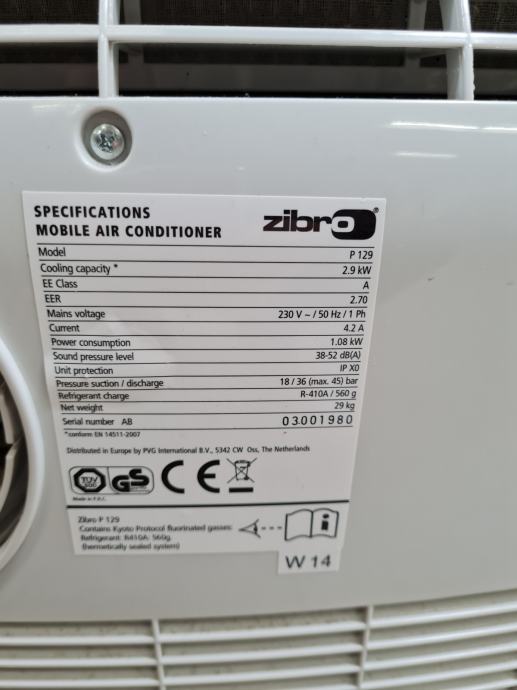 SPECIFICATIONS
MOBILE AIR CONDITIONER
zibro®
Model P 129
Cooling capacity * 2.9 kW
EE Class A
EER 2.70
Mains voltage 230 V ~ / 50 Hz / 1 Ph
Current 4.2 A
Power consumption 1.08 kW
Sound pressure level 38-52 dB(A)
Unit protection IP X0
Pressure suction / discharge 18 / 36 (max. 45) bar
Refrigerant charge R-410A / 560 g
Net weight 29 kg
Serial number AB 03001980
*conform EN 14511-2007
Distributed in Europe by PVG International B.V., 5342 CW Oss, The Netherlands
TÜV GS CE
Made in P.R.C.
Zibro P 129
Contains Kyoto Protocol fluorinated gasses:
Refrigerant: R410A: 560g.
(hermetically sealed system)
i
W 14